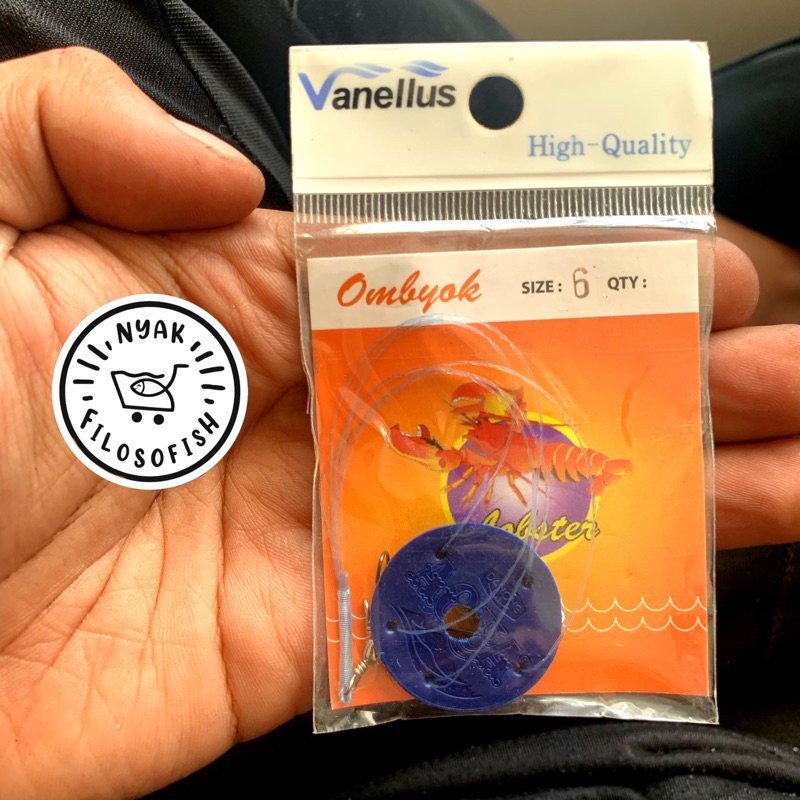 Vanellus
High-Quality
Ombyok
SIZE : 6 QTY :
Lobster
NYAK
FILOSOFISH